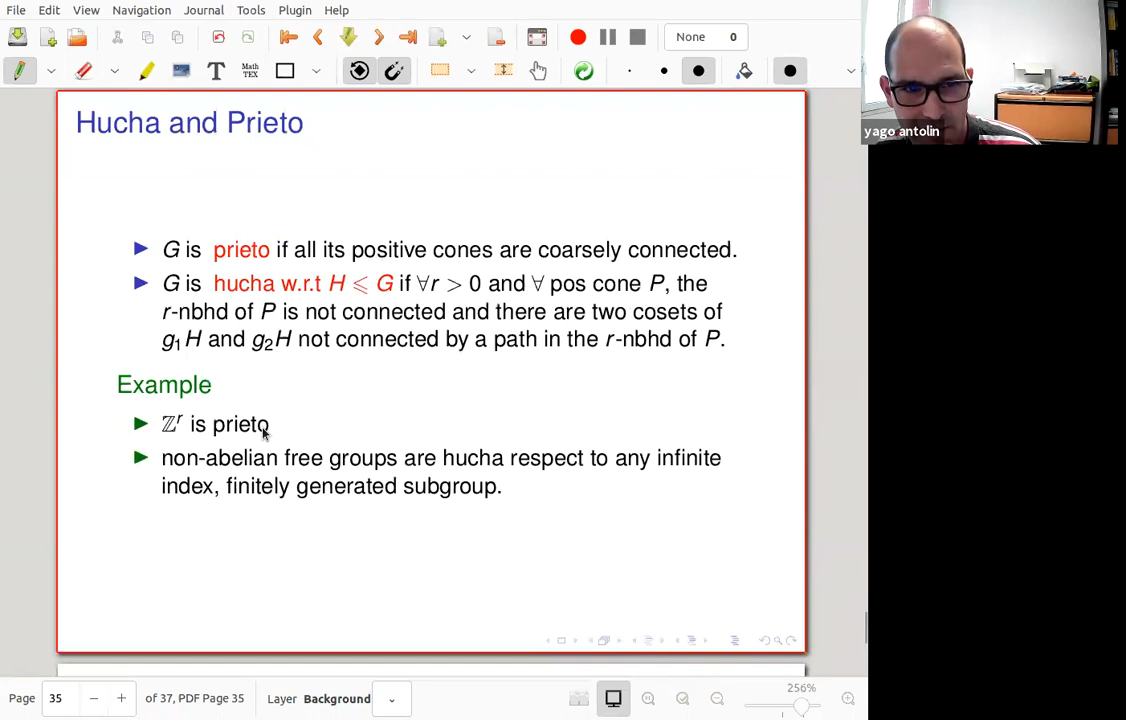 File Edit View Navigation Journal Tools Plugin Help
None 0
T MATH TEX
yago antolin
Hucha and Prieto
G is prieto if all its positive cones are coarsely connected.
G is hucha w.r.t H ⩽ G if ∀r > 0 and ∀ pos cone P, the
r-nbhd of P is not connected and there are two cosets of
g₁H and g₂H not connected by a path in the r-nbhd of P.
Example
ℤʳ is prieto
non-abelian free groups are hucha respect to any infinite
index, finitely generated subgroup.
Page 35 of 37, PDF Page 35 Layer Background 256%